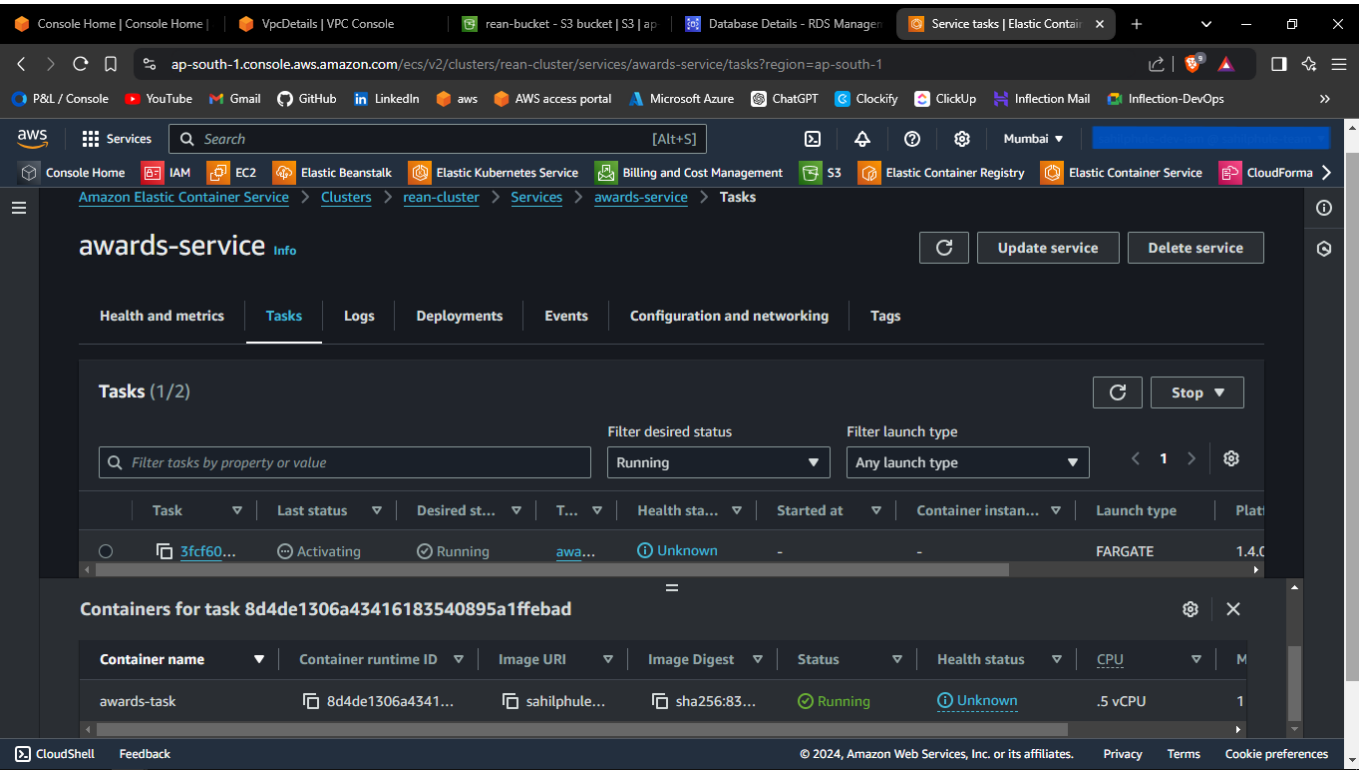 Console Home | Console Home |
VpcDetails | VPC Console
rean-bucket - S3 bucket | S3 | ap
Database Details - RDS Managem
Service tasks | Elastic Contain
ap-south-1.console.aws.amazon.com/ecs/v2/clusters/rean-cluster/services/awards-service/tasks?region=ap-south-1
P&L / Console YouTube Gmail GitHub LinkedIn aws AWS access portal Microsoft Azure ChatGPT Clockify ClickUp Inflection Mail Inflection-DevOps »
aws Services Search [Alt+S] Mumbai
Console Home IAM EC2 Elastic Beanstalk Elastic Kubernetes Service Billing and Cost Management S3 Elastic Container Registry Elastic Container Service CloudForma
Amazon Elastic Container Service > Clusters > rean-cluster > Services > awards-service > Tasks
awards-service Info
Update service Delete service
Health and metrics Tasks Logs Deployments Events Configuration and networking Tags
Tasks (1/2)
Stop
Filter desired status Filter launch type
Filter tasks by property or value Running Any launch type 1
Task Last status Desired st... T... Health sta... Started at Container instan... Launch type Platf
3fcf60... Activating Running awa... Unknown - - FARGATE 1.4.0
Containers for task 8d4de1306a43416183540895a1ffebad
Container name Container runtime ID Image URI Image Digest Status Health status CPU M
awards-task 8d4de1306a4341... sahilphule... sha256:83... Running Unknown .5 vCPU 1
CloudShell Feedback © 2024, Amazon Web Services, Inc. or its affiliates. Privacy Terms Cookie preferences